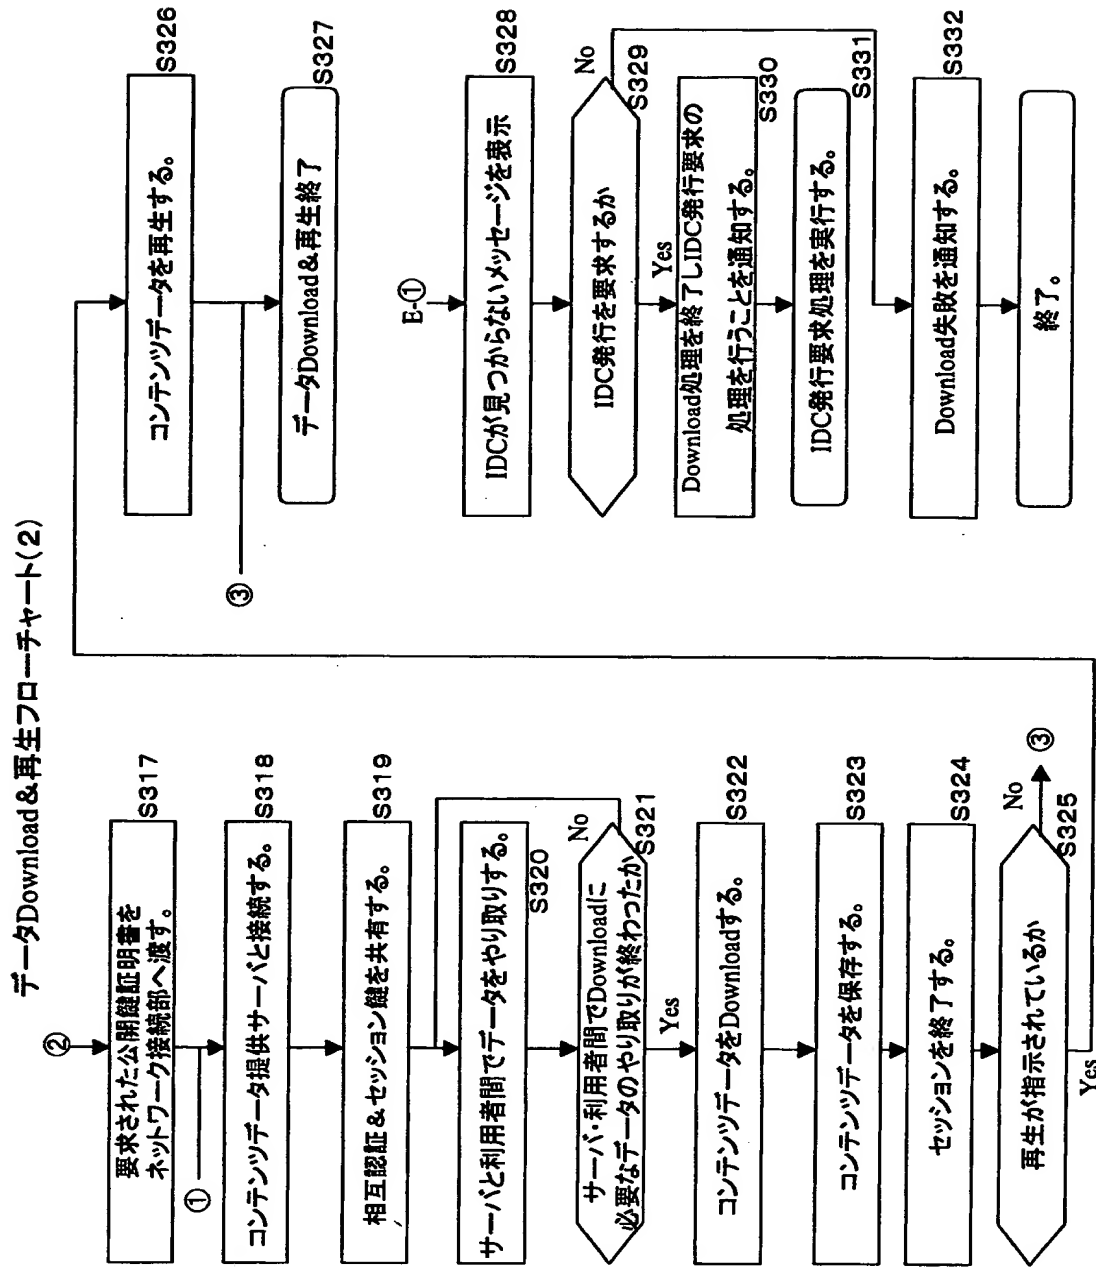 データDownload&再生フローチャート(2)
②
要求された公開鍵証明書を
ネットワーク接続部へ渡す。
S317
①
コンテンツデータ提供サーバと接続する。
S318
相互認証&セッション鍵を共有する。
S319
サーバと利用者間でデータをやり取りする。
S320
サーバ・利用者間でDownloadに
必要なデータのやり取りが終わったか
No
S321
Yes
コンテンツデータをDownloadする。
S322
コンテンツデータを保存する。
S323
セッションを終了する。
S324
再生が指示されているか
No
③
S325
Yes
コンテンツデータを再生する。
S326
③
データDownload&再生終了
S327
E-①
IDCが見つからないメッセージを表示
S328
IDC発行を要求するか
No
S329
Yes
Download処理を終了しIDC発行要求の
処理を行うことを通知する。
S330
IDC発行要求処理を実行する。
S331
Download失敗を通知する。
S332
終了。